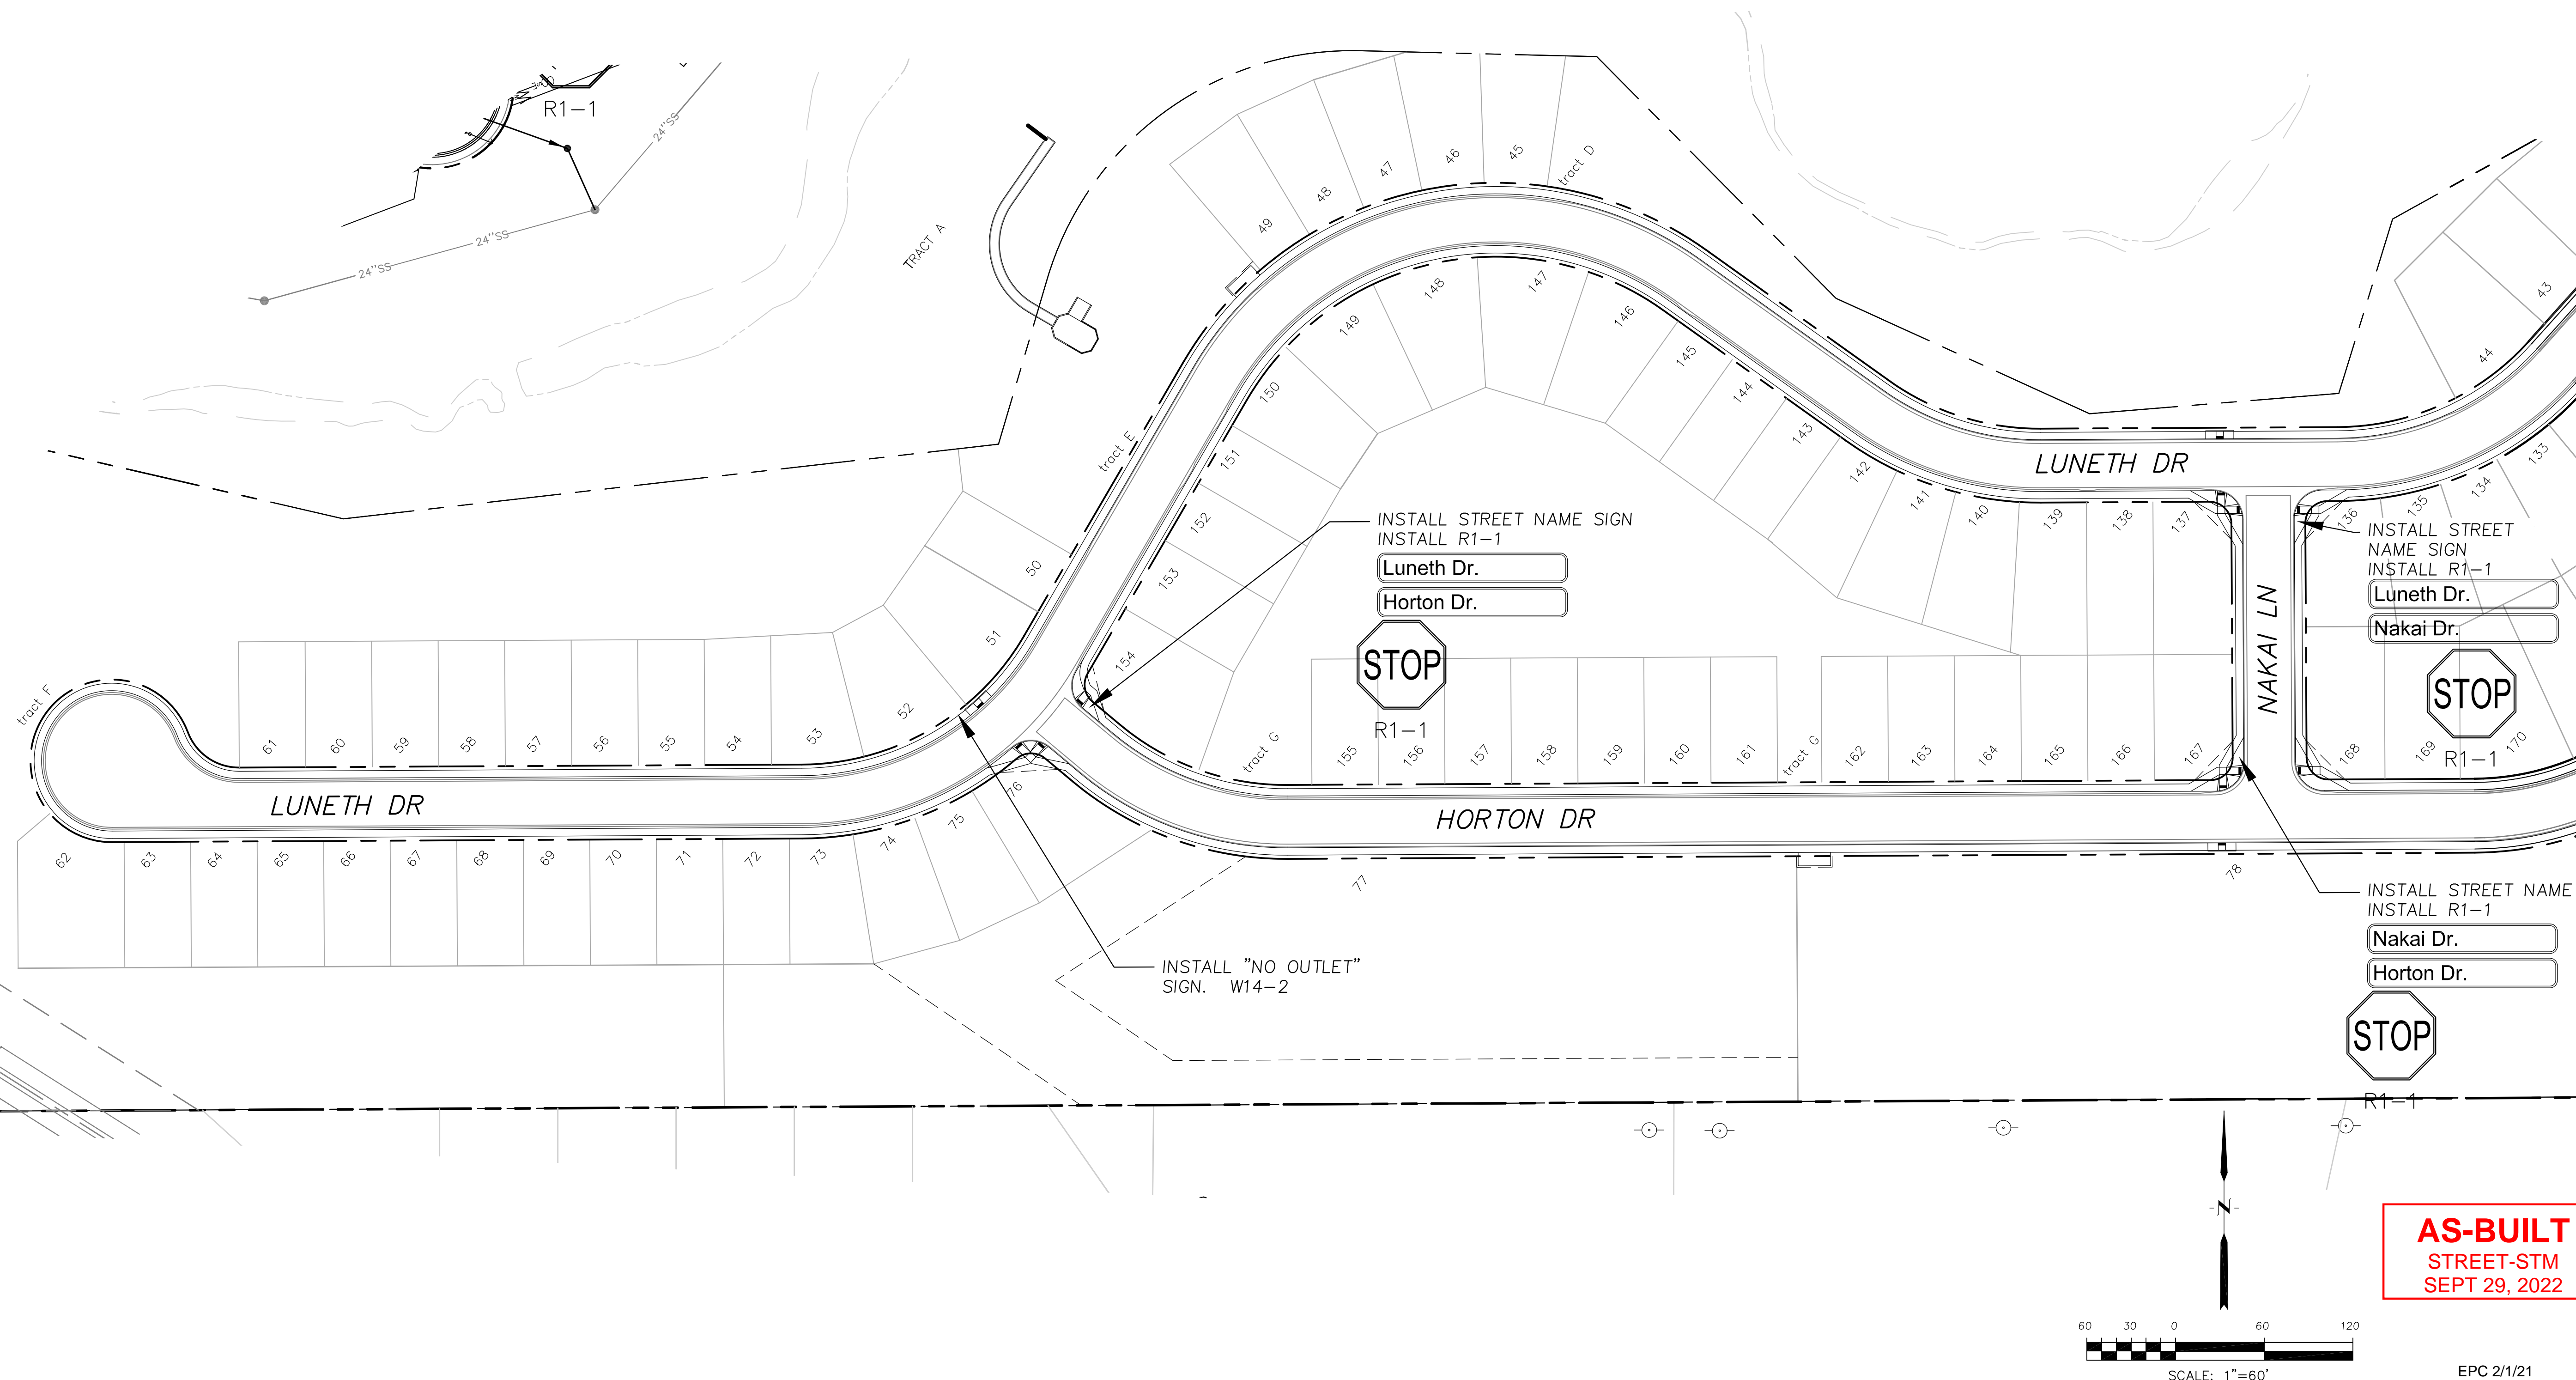 R1-1
24"SS
24"SS
24"SS
TRACT A
49
48
47
46
45
tract D
43
44
148
147
149
146
145
150
144
143
142
141
140
139
138
137
LUNETH DR
136
135
134
133
tract E
151
152
153
154
50
51
52
INSTALL STREET NAME SIGN
INSTALL R1-1
Luneth Dr.
Horton Dr.
STOP
R1-1
INSTALL STREET
NAME SIGN
INSTALL R1-1
Luneth Dr.
Nakai Dr.
STOP
R1-1
NAKAI LN
tract F
61
60
59
58
57
56
55
54
53
LUNETH DR
tract G
155
156
157
158
159
160
161
tract G
162
163
164
165
166
167
168
169
170
HORTON DR
62
63
64
65
66
67
68
69
70
71
72
73
74
75
76
77
78
INSTALL "NO OUTLET"
SIGN. W14-2
INSTALL STREET NAME
INSTALL R1-1
Nakai Dr.
Horton Dr.
STOP
R1-1
N
AS-BUILT
STREET-STM
SEPT 29, 2022
60 30 0 60 120
SCALE: 1"=60'
EPC 2/1/21